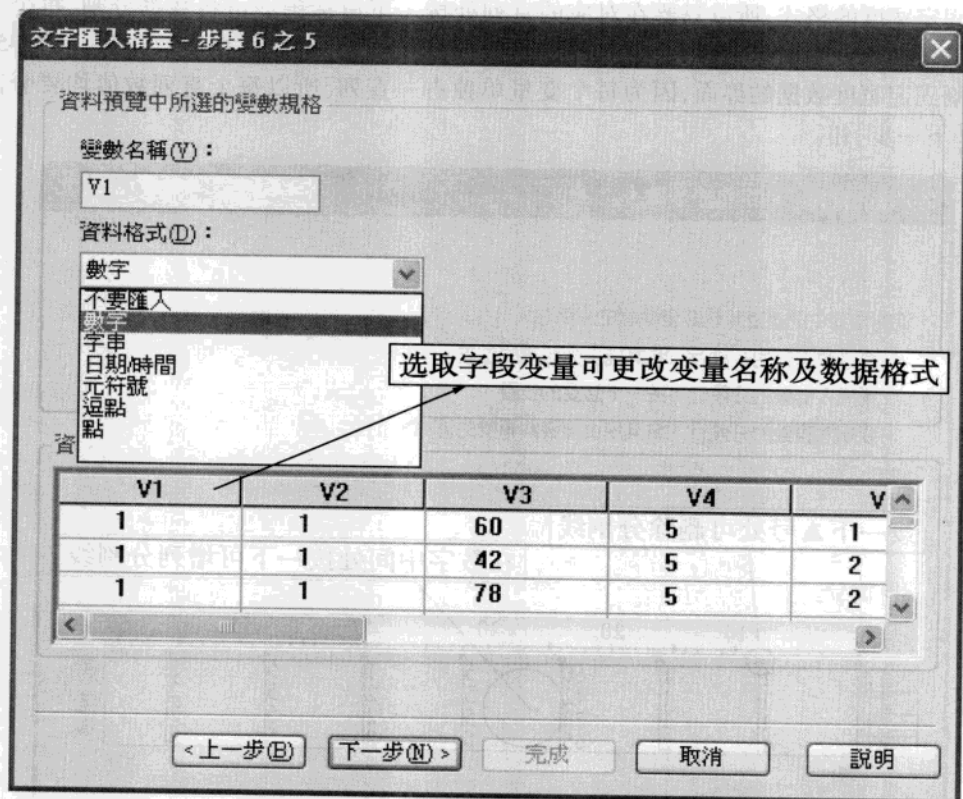 文字匯入精靈 - 步驟 6 之 5
資料預覽中所選的變數規格
變數名稱(V)：
V1
資料格式(D)：
數字
不要匯入
數字
字串
日期/時間
元符號
逗點
點
选取字段变量可更改变量名称及数据格式
資
V1 V2 V3 V4 V
1 1 60 5 1
1 1 42 5 2
1 1 78 5 2
<上一步(B) 下一步(N)> 完成 取消 說明